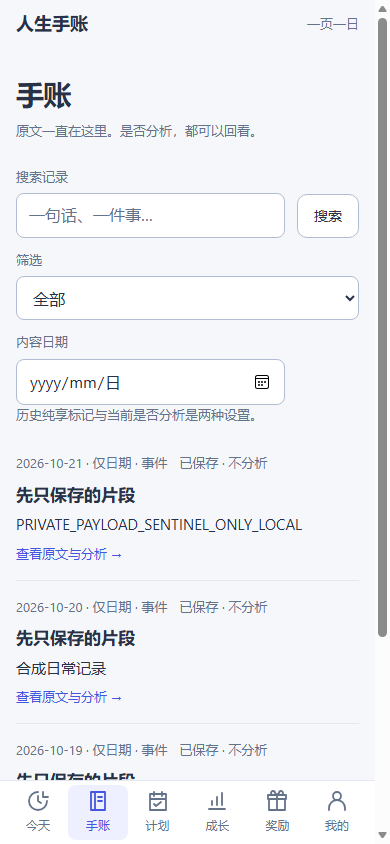 人生手账
一页一日
手账
原文一直在这里。是否分析，都可以回看。
搜索记录
一句话、一件事...
搜索
筛选
全部
内容日期
yyyy/mm/日
历史纯享标记与当前是否分析是两种设置。
2026-10-21 · 仅日期 · 事件 已保存 · 不分析
先只保存的片段
PRIVATE_PAYLOAD_SENTINEL_ONLY_LOCAL
查看原文与分析 →
2026-10-20 · 仅日期 · 事件 已保存 · 不分析
先只保存的片段
合成日常记录
查看原文与分析 →
2026-10-19 · 仅日期 · 事件 已保存 · 不分析
先只保存的片段
今天
手账
计划
成长
奖励
我的